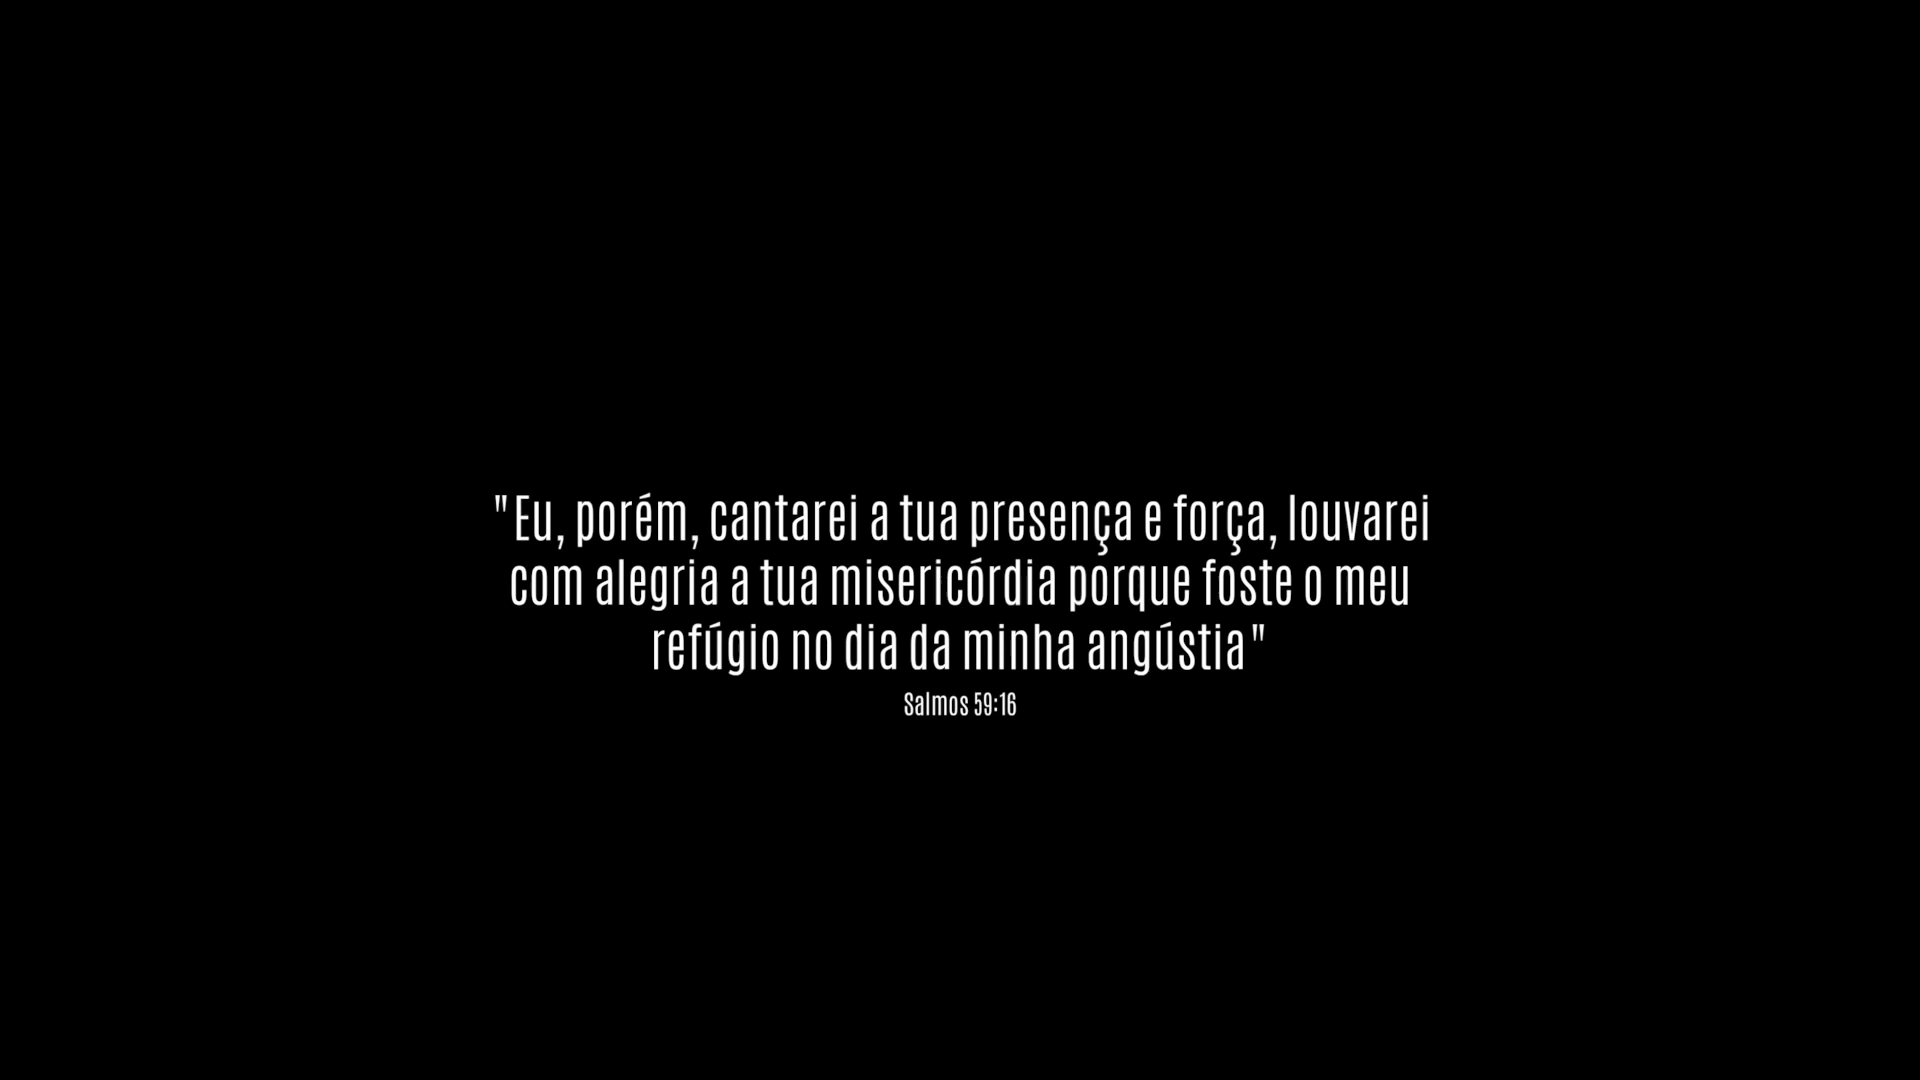 "Eu, porém, cantarei a tua presença e força, louvarei
com alegria a tua misericórdia porque foste o meu
refúgio no dia da minha angústia"
Salmos 59:16